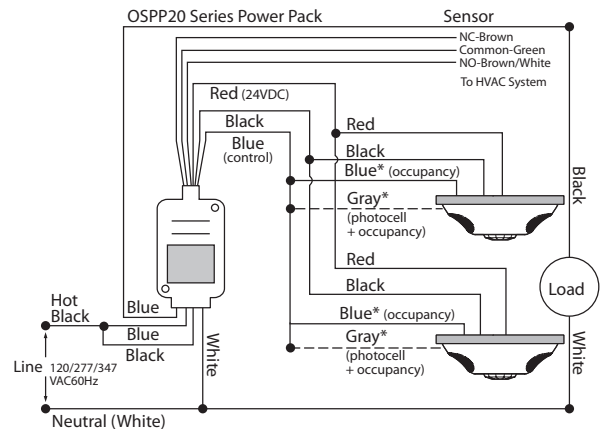 OSPP20 Series Power Pack
Sensor
NC-Brown
Common-Green
NO-Brown/White
To HVAC System
Red (24VDC)
Black
Blue
(control)
Red
Black
Blue* (occupancy)
Gray*
(photocell
+ occupancy)
Black
Red
Black
Blue* (occupancy)
Gray*
(photocell
+ occupancy)
Load
White
Hot
Black
Blue
Blue
Black
White
Line
120/277/347
VAC60Hz
Neutral (White)